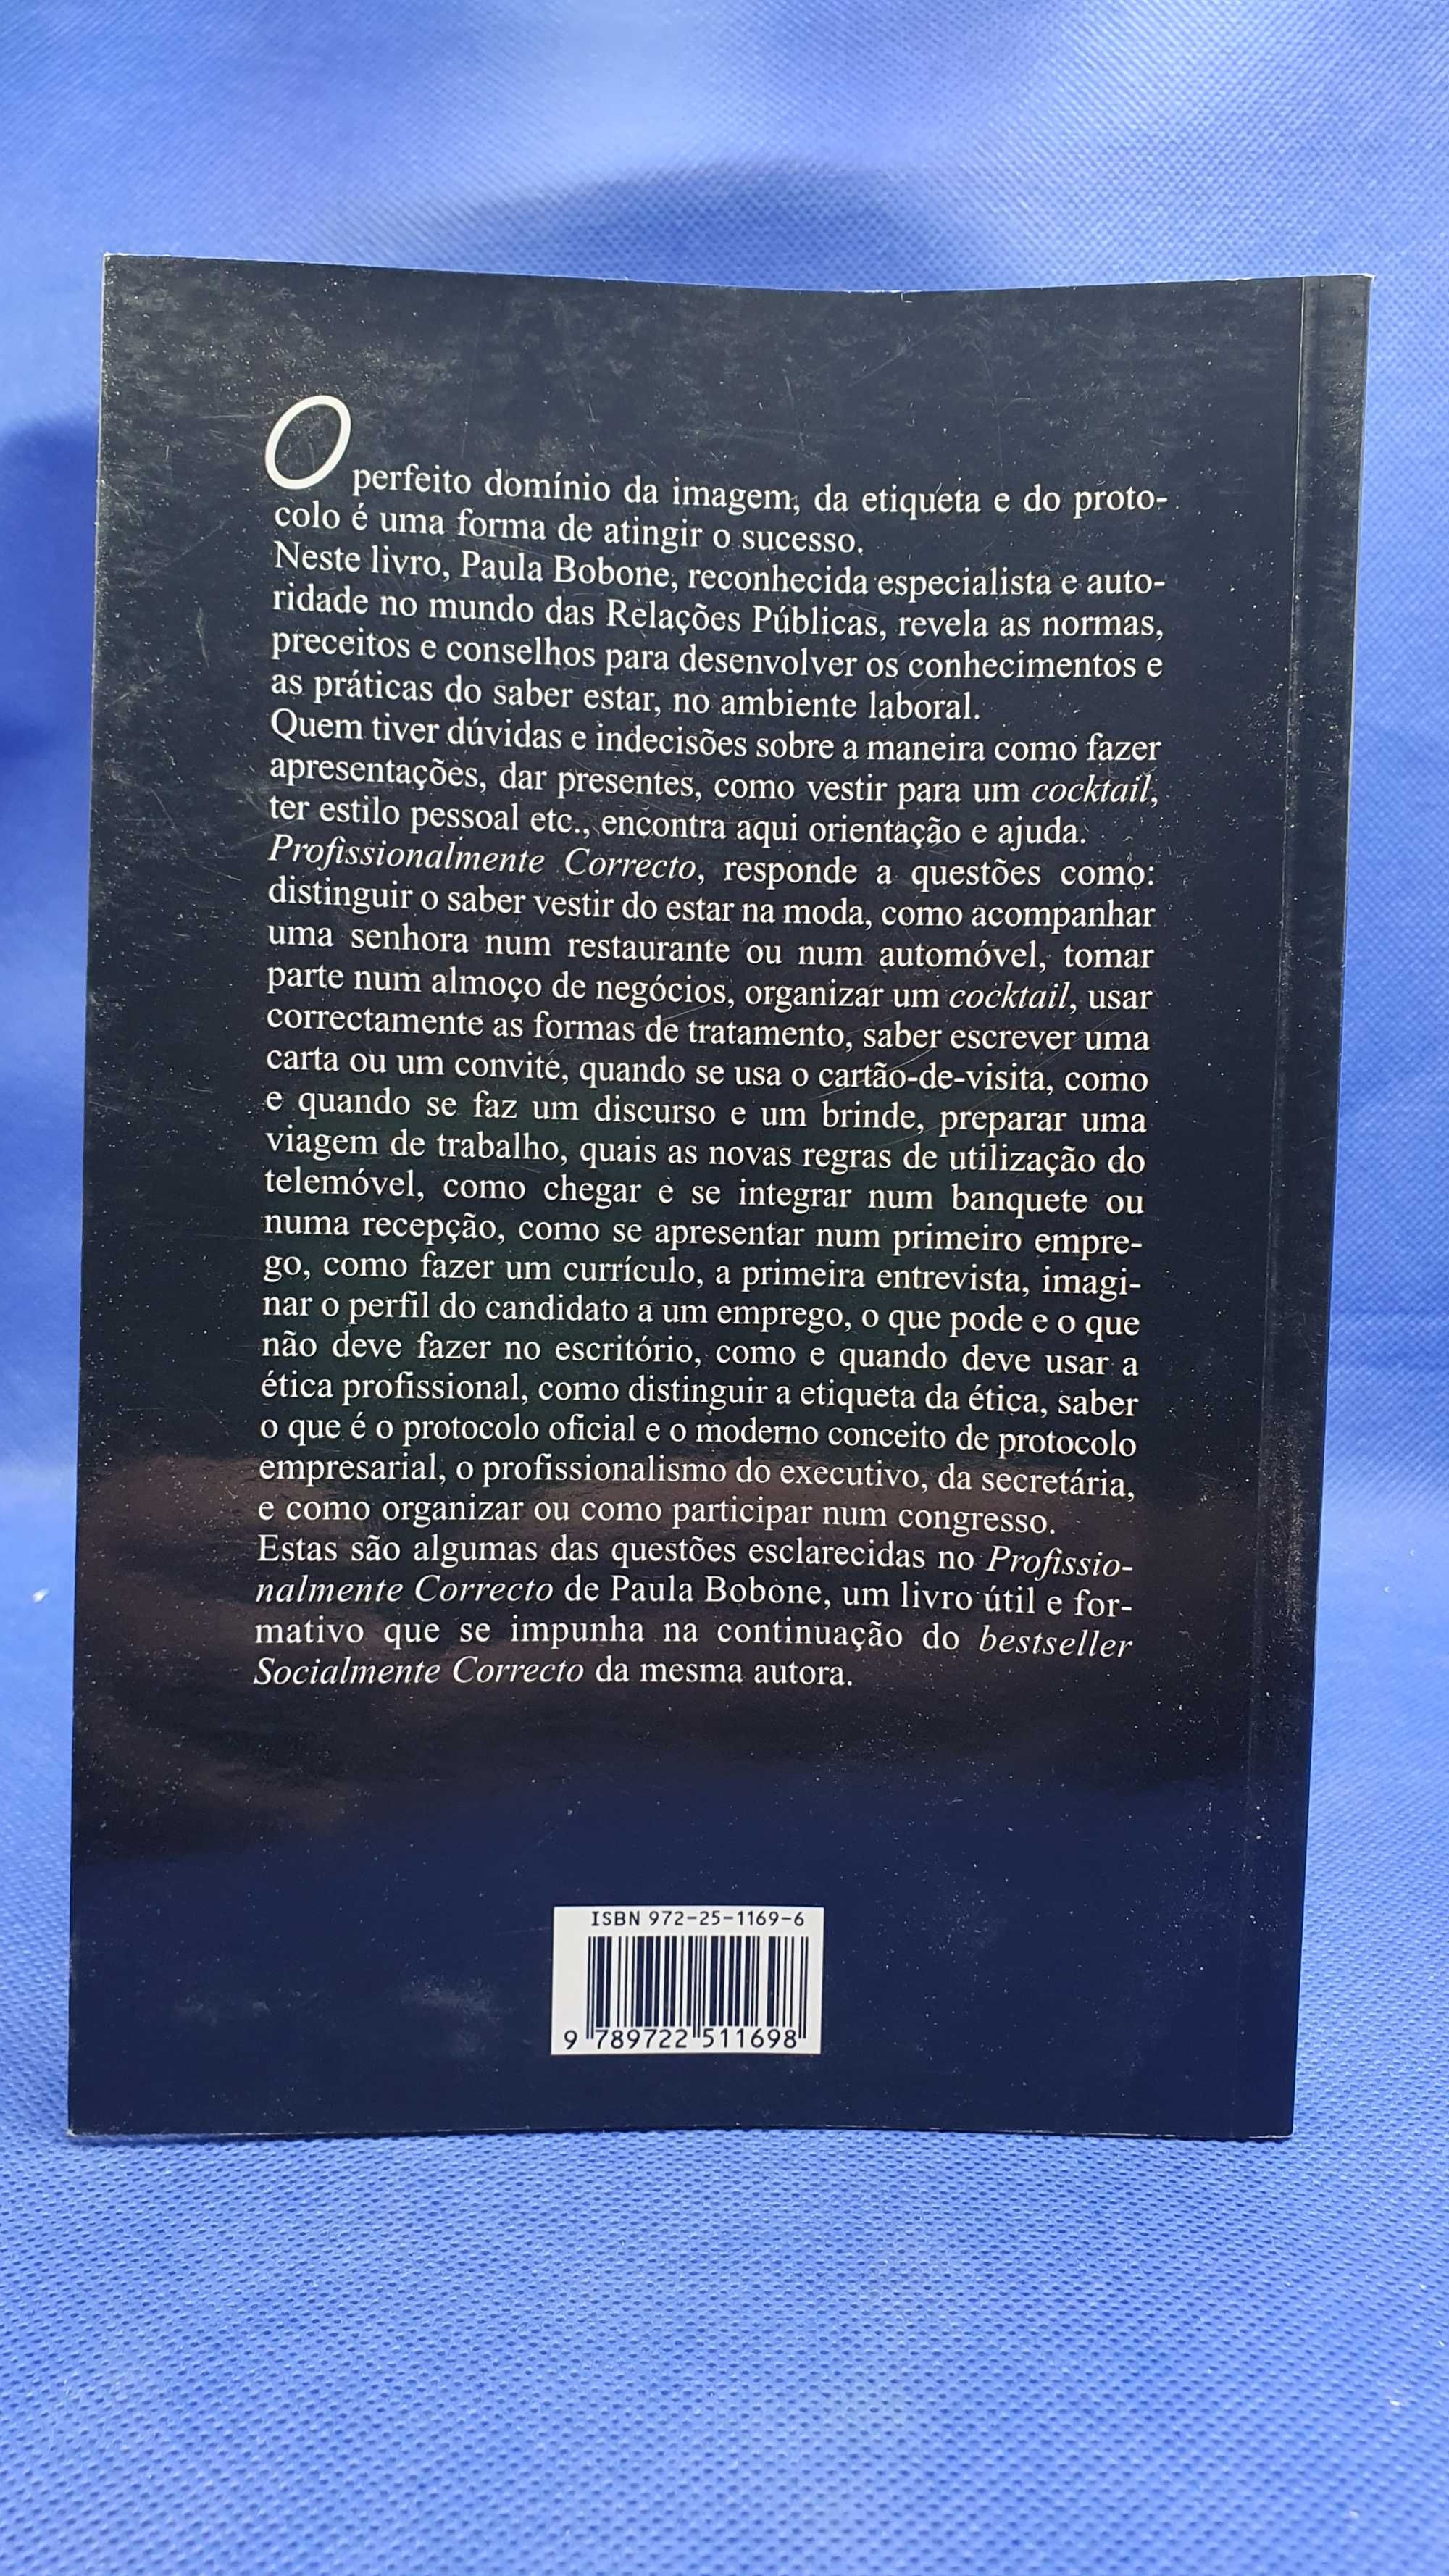 O perfeito domínio da imagem, da etiqueta e do proto-
colo é uma forma de atingir o sucesso.
Neste livro, Paula Bobone, reconhecida especialista e auto-
ridade no mundo das Relações Públicas, revela as normas,
preceitos e conselhos para desenvolver os conhecimentos e
as práticas do saber estar, no ambiente laboral.
Quem tiver dúvidas e indecisões sobre a maneira como fazer
apresentações, dar presentes, como vestir para um cocktail,
ter estilo pessoal etc., encontra aqui orientação e ajuda.
Profissionalmente Correcto, responde a questões como:
distinguir o saber vestir do estar na moda, como acompanhar
uma senhora num restaurante ou num automóvel, tomar
parte num almoço de negócios, organizar um cocktail, usar
correctamente as formas de tratamento, saber escrever uma
carta ou um convite, quando se usa o cartão-de-visita, como
e quando se faz um discurso e um brinde, preparar uma
viagem de trabalho, quais as novas regras de utilização do
telemóvel, como chegar e se integrar num banquete ou
numa recepção, como se apresentar num primeiro empre-
go, como fazer um currículo, a primeira entrevista, imagi-
nar o perfil do candidato a um emprego, o que pode e o que
não deve fazer no escritório, como e quando deve usar a
ética profissional, como distinguir a etiqueta da ética, saber
o que é o protocolo oficial e o moderno conceito de protocolo
empresarial, o profissionalismo do executivo, da secretária,
e como organizar ou como participar num congresso.
Estas são algumas das questões esclarecidas no Profissio-
nalmente Correcto de Paula Bobone, um livro útil e for-
mativo que se impunha na continuação do bestseller
Socialmente Correcto da mesma autora.
ISBN 972-25-1169-6
9 789722 511698